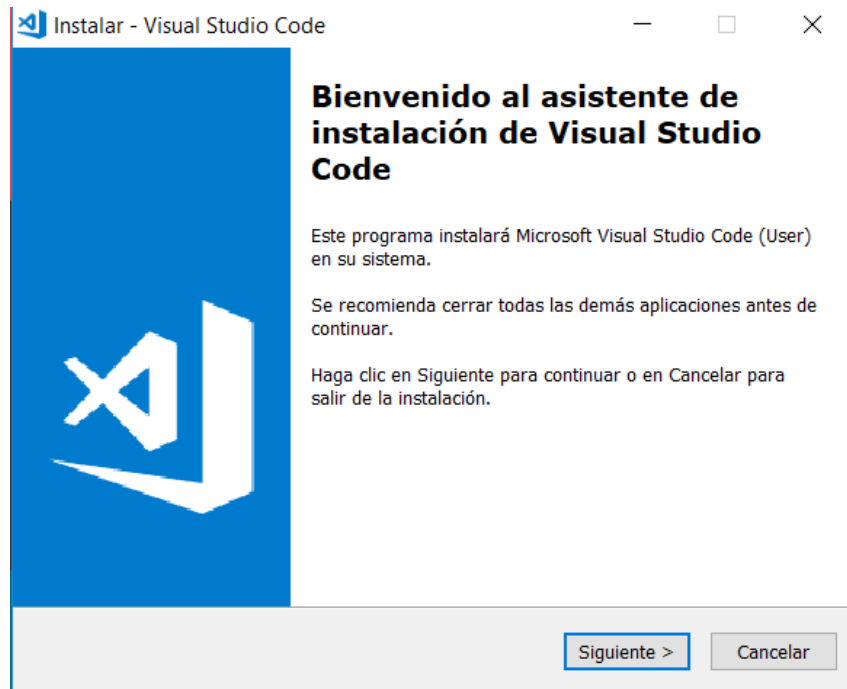 Instalar - Visual Studio Code
Bienvenido al asistente de
instalación de Visual Studio
Code
Este programa instalará Microsoft Visual Studio Code (User)
en su sistema.
Se recomienda cerrar todas las demás aplicaciones antes de
continuar.
Haga clic en Siguiente para continuar o en Cancelar para
salir de la instalación.
Siguiente >
Cancelar